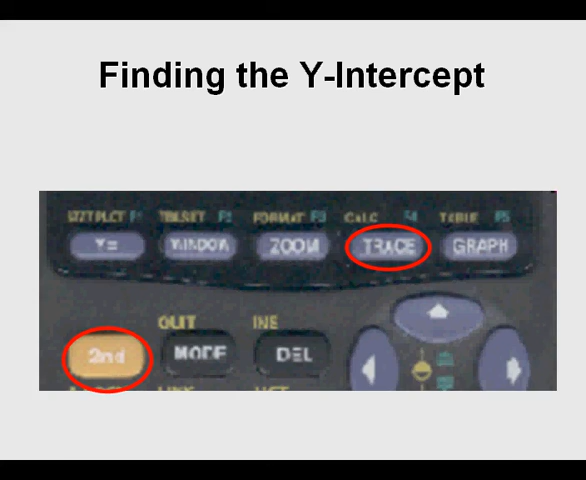 Finding the Y-Intercept
STAT PLOT F1 TBLSET F2 FORMAT F3 CALC F4 TABLE F5
Y= WINDOW ZOOM TRACE GRAPH
QUIT INS
2nd MODE DEL